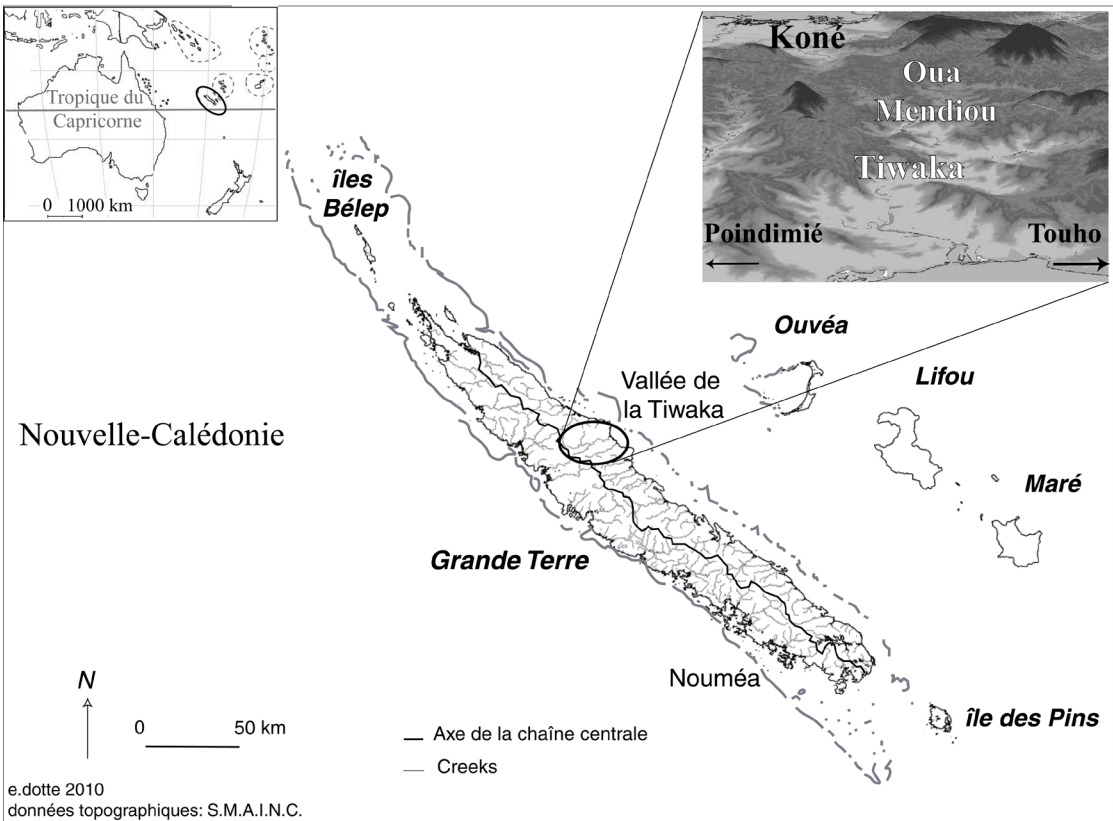 Tropique du
Capricorne
0 1000 km
Koné
Oua
Mendiou
Tiwaka
Poindimié
Touho
îles
Bélep
Ouvéa
Lifou
Vallée de
la Tiwaka
Nouvelle-Calédonie
Maré
Grande Terre
Nouméa
île des Pins
N
0 50 km
Axe de la chaîne centrale
Creeks
e.dotte 2010
données topographiques: S.M.A.I.N.C.